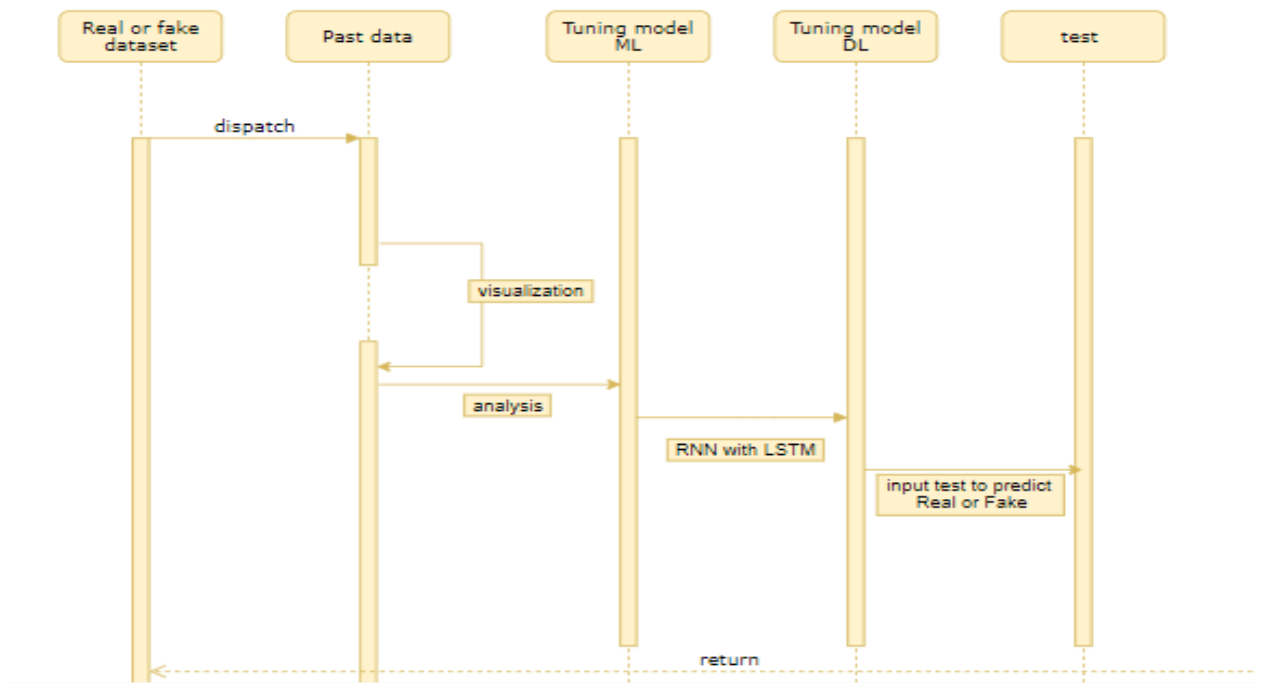 Real or fake
dataset
Past data
Tuning model
ML
Tuning model
DL
test
dispatch
visualization
analysis
RNN with LSTM
input test to predict
Real or Fake
return